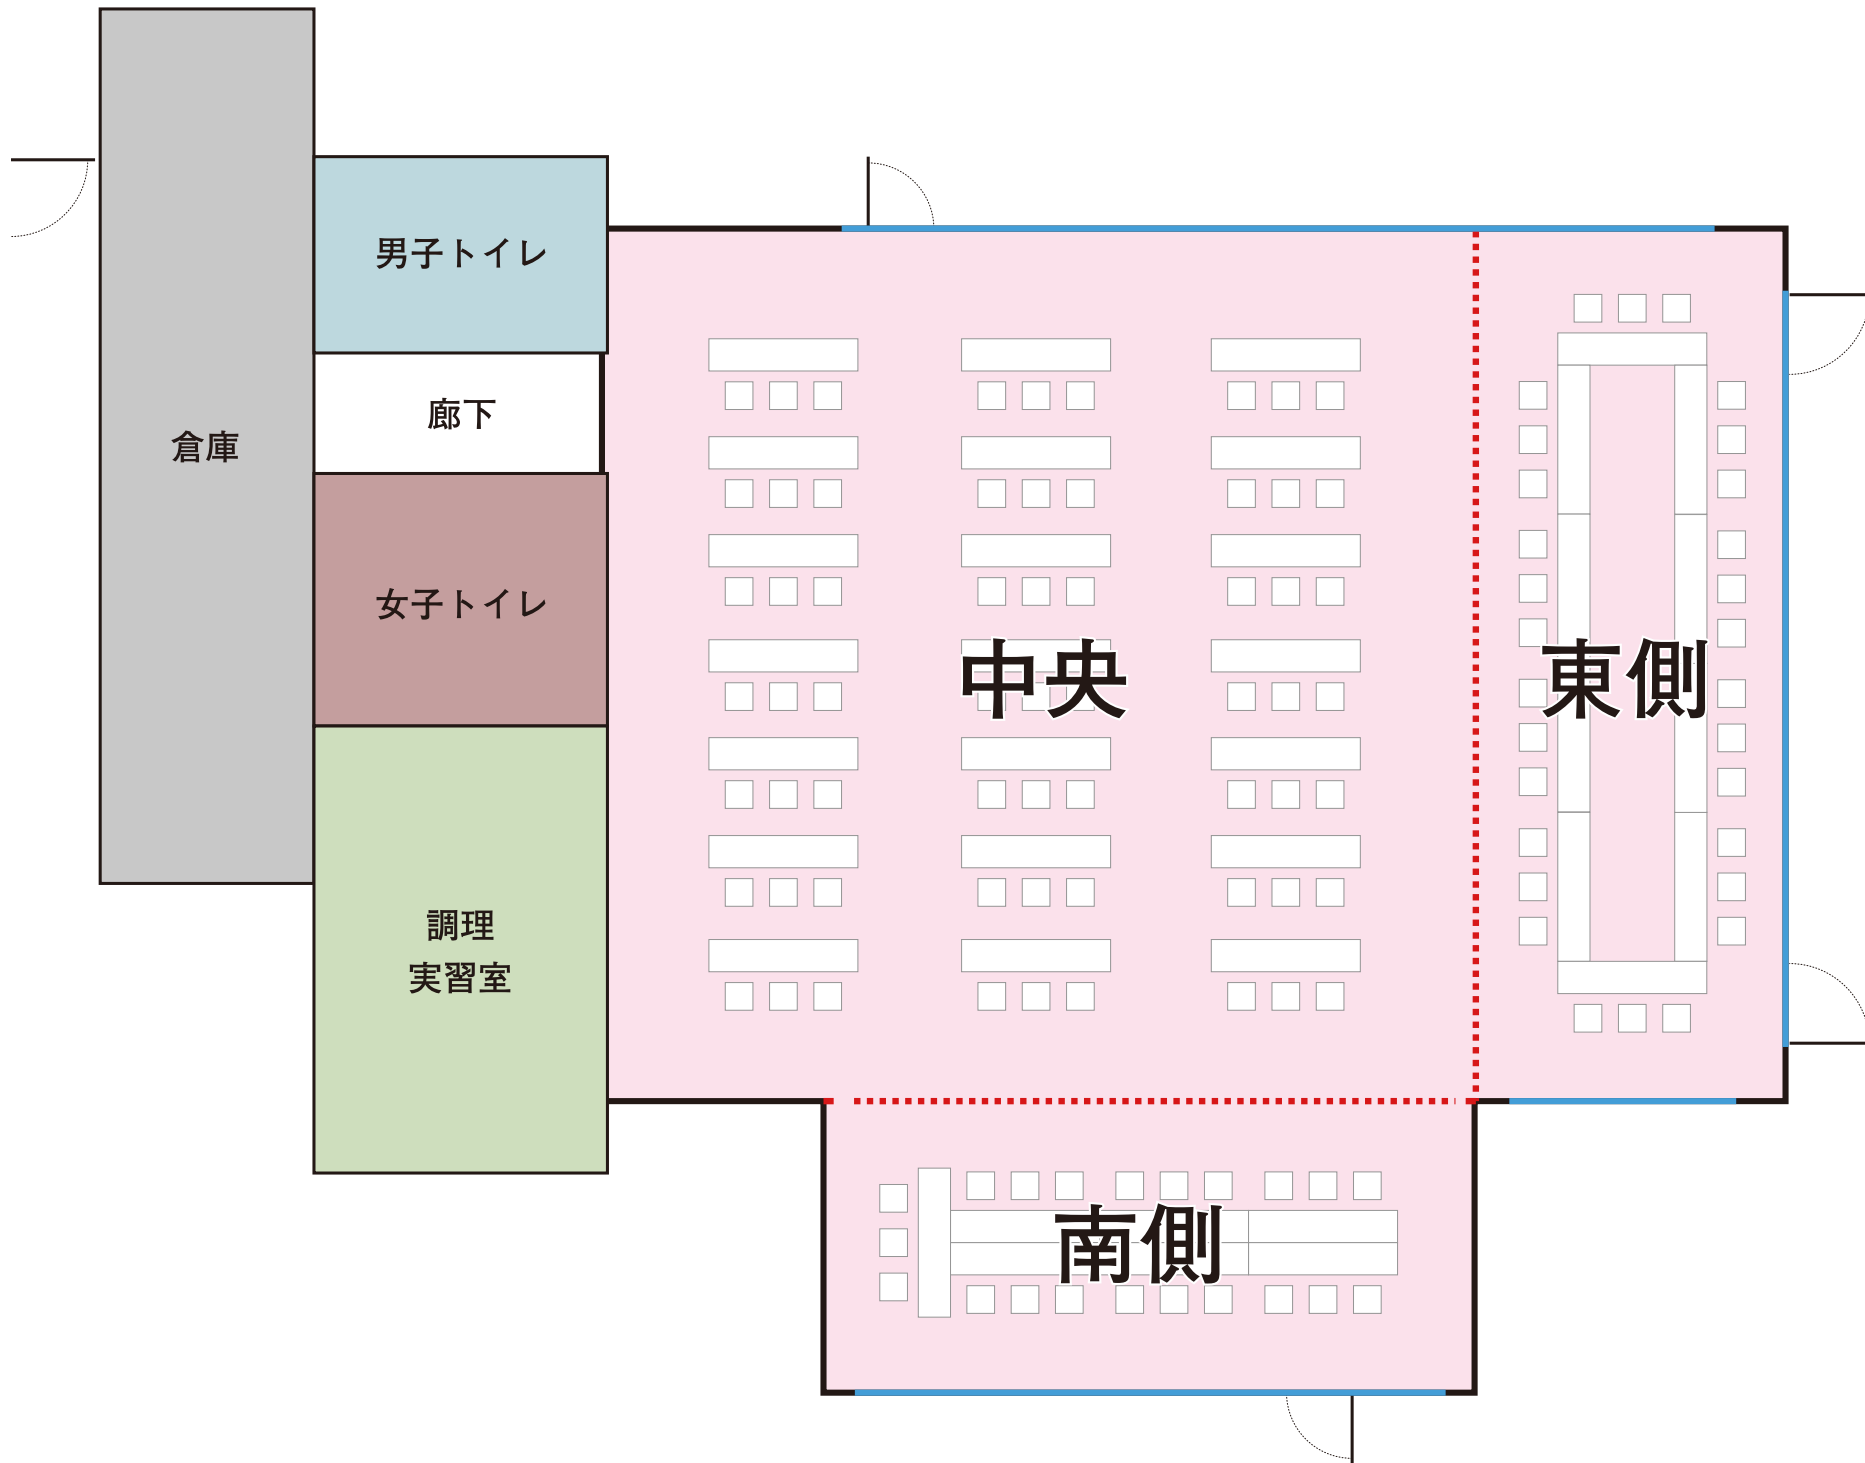 男子トイレ
廊下
倉庫
女子トイレ
中央
東側
調理
実習室
南側